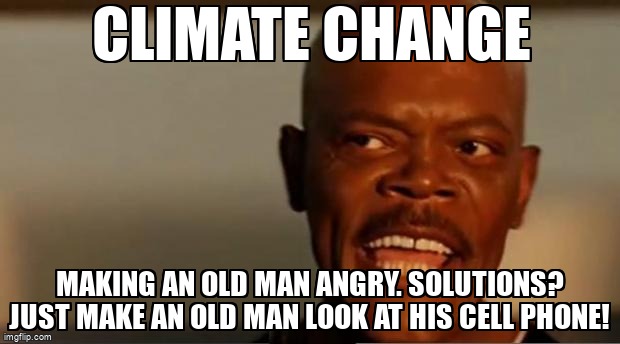 CLIMATE CHANGE
MAKING AN OLD MAN ANGRY. SOLUTIONS?
JUST MAKE AN OLD MAN LOOK AT HIS CELL PHONE!
imgflip.com